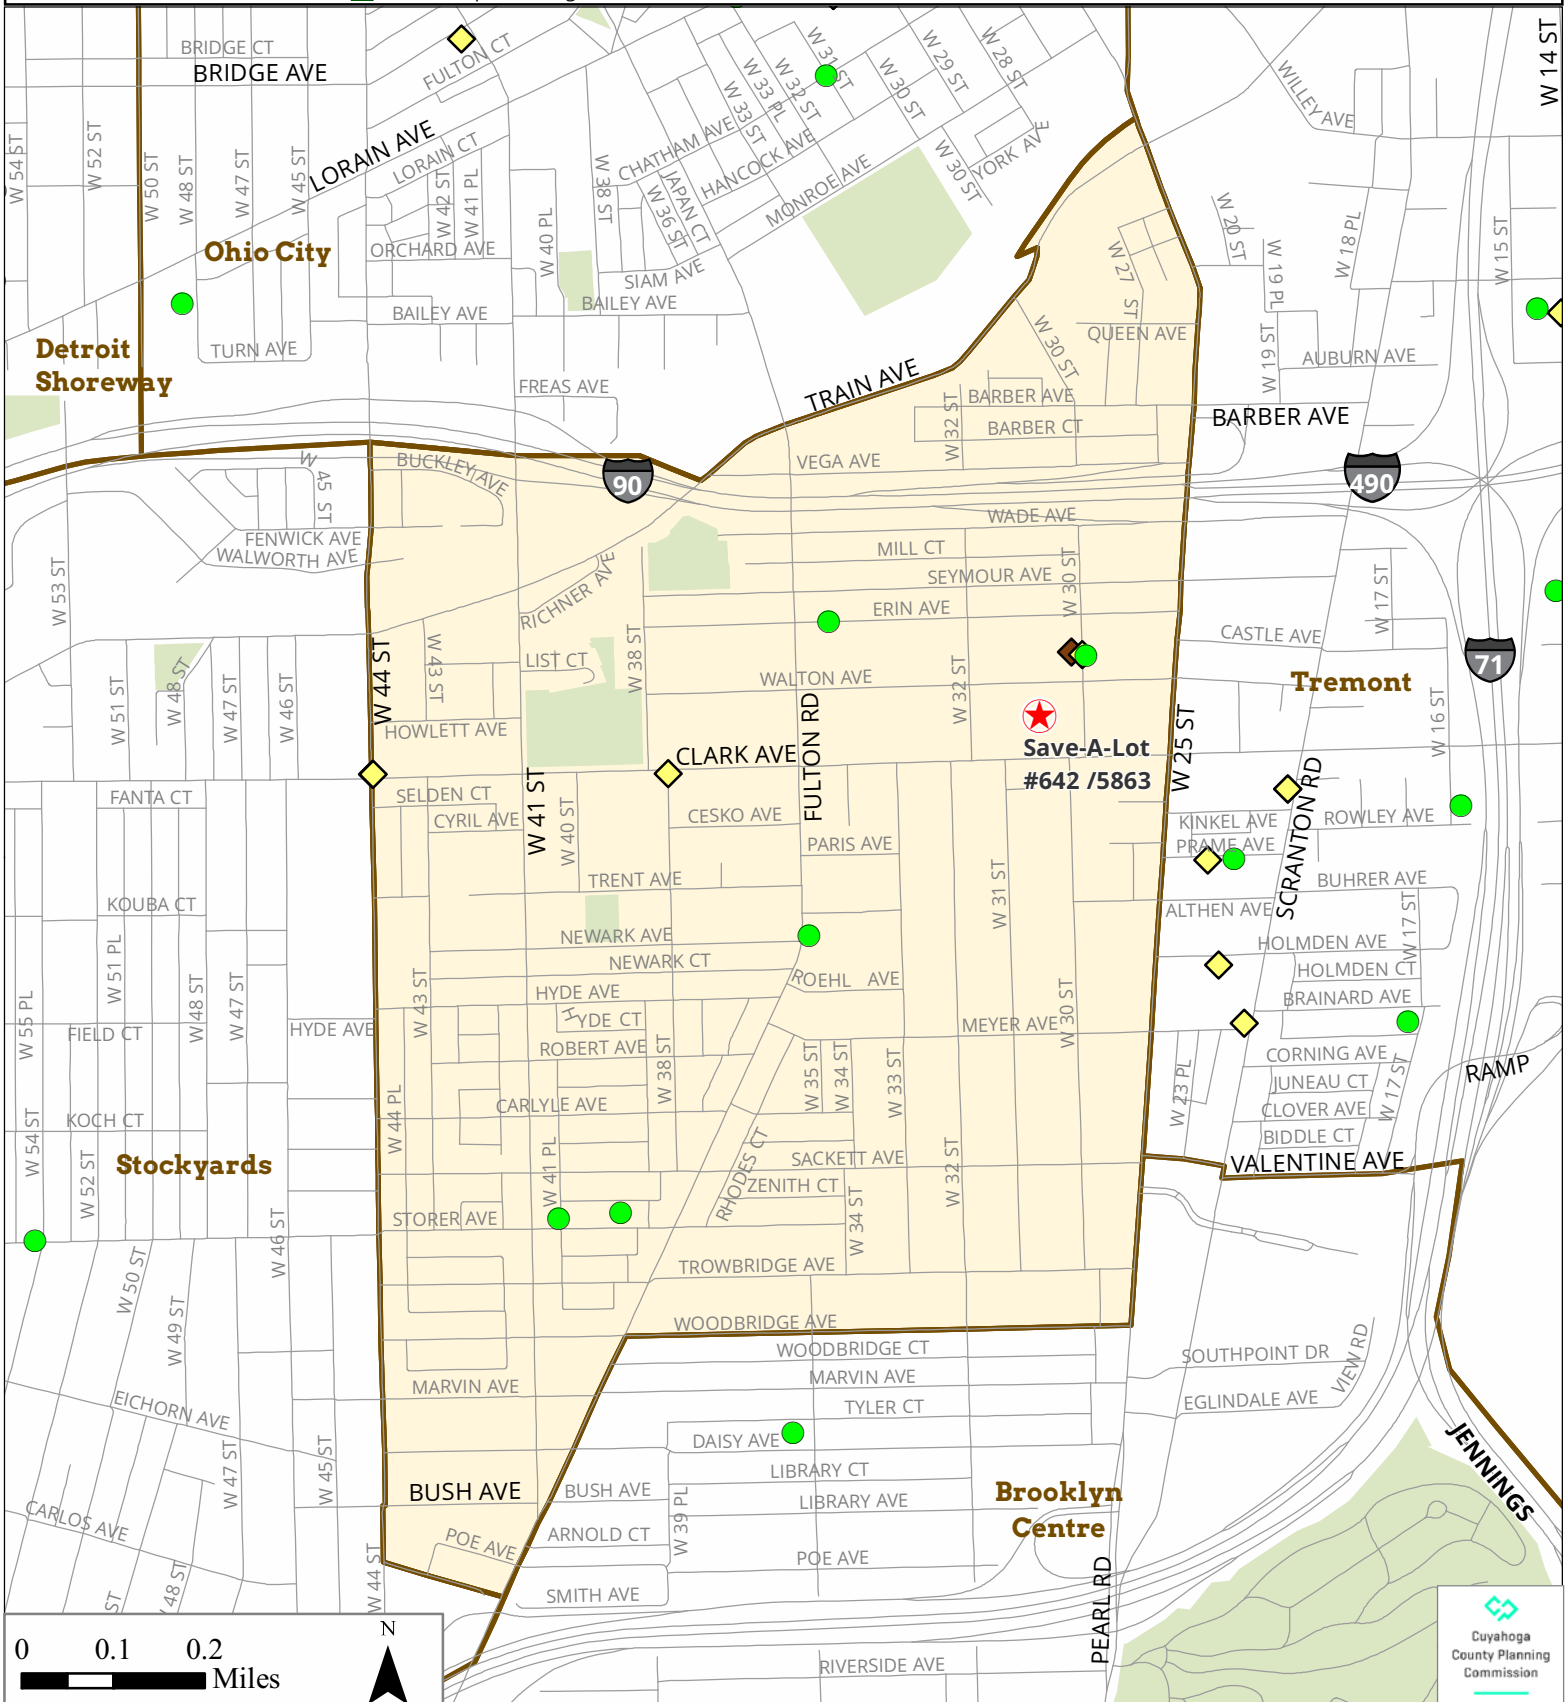 BRIDGE CT
BRIDGE AVE
FULTON CT
W 31 ST
W 29 ST
W 28 ST
W 14 ST
W 33 PL
W 32 ST
W 30 ST
WILLEY AVE
W 33 ST
W 54 ST
W 52 ST
W 50 ST
W 48 ST
W 47 ST
W 45 ST
LORAIN AVE
LORAIN CT
W 42 ST
W 41 PL
W 38 ST
CHATHAM AVE
HANCOCK AVE
MONROE AVE
JAPAN CT
W 36 ST
W 30 ST
YORK AVE
W 40 PL
Ohio City
ORCHARD AVE
SIAM AVE
BAILEY AVE
BAILEY AVE
W 20 ST
W 19 PL
W 18 PL
W 15 ST
W 27 ST
QUEEN AVE
W 30 ST
Detroit
Shoreway
TURN AVE
FREAS AVE
TRAIN AVE
W 19 ST
AUBURN AVE
BARBER AVE
BARBER AVE
BARBER CT
W 32 ST
VEGA AVE
W 45 ST
BUCKLEY AVE
90
490
WADE AVE
FENWICK AVE
WALWORTH AVE
MILL CT
SEYMOUR AVE
W 30 ST
W 53 ST
RICHNER AVE
ERIN AVE
W 17 ST
CASTLE AVE
71
W 44 ST
W 43 ST
LIST CT
W 38 ST
WALTON AVE
W 32 ST
Tremont
W 51 ST
W 48 ST
W 47 ST
W 46 ST
HOWLETT AVE
FULTON RD
W 25 ST
W 16 ST
Save-A-Lot
#642 /5863
CLARK AVE
W 41 ST
W 40 ST
FANTA CT
SELDEN CT
CYRIL AVE
CESKO AVE
PARIS AVE
SCRANTON RD
KINKEL AVE
ROWLEY AVE
PRAME AVE
TRENT AVE
W 31 ST
BUHRER AVE
KOUBA CT
ALTHEN AVE
W 17 ST
NEWARK AVE
NEWARK CT
HOLMDEN AVE
HOLMDEN CT
W 51 PL
W 48 ST
W 47 ST
W 43 ST
HYDE AVE
ROEHL AVE
BRAINARD AVE
W 55 PL
FIELD CT
HYDE AVE
HYDE CT
MEYER AVE
W 30 ST
ROBERT AVE
W 38 ST
W 35 ST
W 34 ST
W 33 ST
CORNING AVE
W 23 PL
JUNEAU CT
W 17 ST
RAMP
W 44 PL
CARLYLE AVE
CLOVER AVE
KOCH CT
W 54 ST
BIDDLE CT
Stockyards
W 52 ST
W 41 PL
RHODES CT
SACKETT AVE
ZENITH CT
W 32 ST
VALENTINE AVE
W 34 ST
STORER AVE
W 46 ST
W 50 ST
TROWBRIDGE AVE
W 49 ST
WOODBRIDGE AVE
WOODBRIDGE CT
MARVIN AVE
MARVIN AVE
SOUTHPOINT DR
VIEW RD
EGLINDALE AVE
EICHORN AVE
TYLER CT
DAISY AVE
W 47 ST
W 45 ST
LIBRARY CT
JENNINGS
BUSH AVE
BUSH AVE
LIBRARY AVE
Brooklyn
Centre
CARLOS AVE
W 39 PL
ARNOLD CT
POE AVE
POE AVE
W 48 ST
W 44 ST
ST
SMITH AVE
PEARL RD
RIVERSIDE AVE
0 0.1 0.2
Miles
N
Cuyahoga
County Planning
Commission